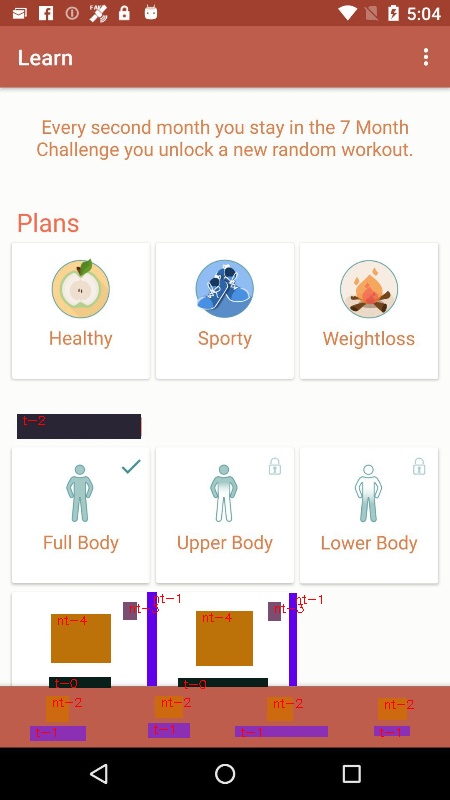 FAKE
5:04
Learn
Every second month you stay in the 7 Month
Challenge you unlock a new random workout.
Plans
Healthy
Sporty
Weightloss
t-2
Full Body
Upper Body
Lower Body
nt-1
nt-1
nt-3
nt-3
nt-4
nt-4
t-0
t-0
nt-2
nt-2
nt-2
nt-2
t-1
t-1
t-1
t-1